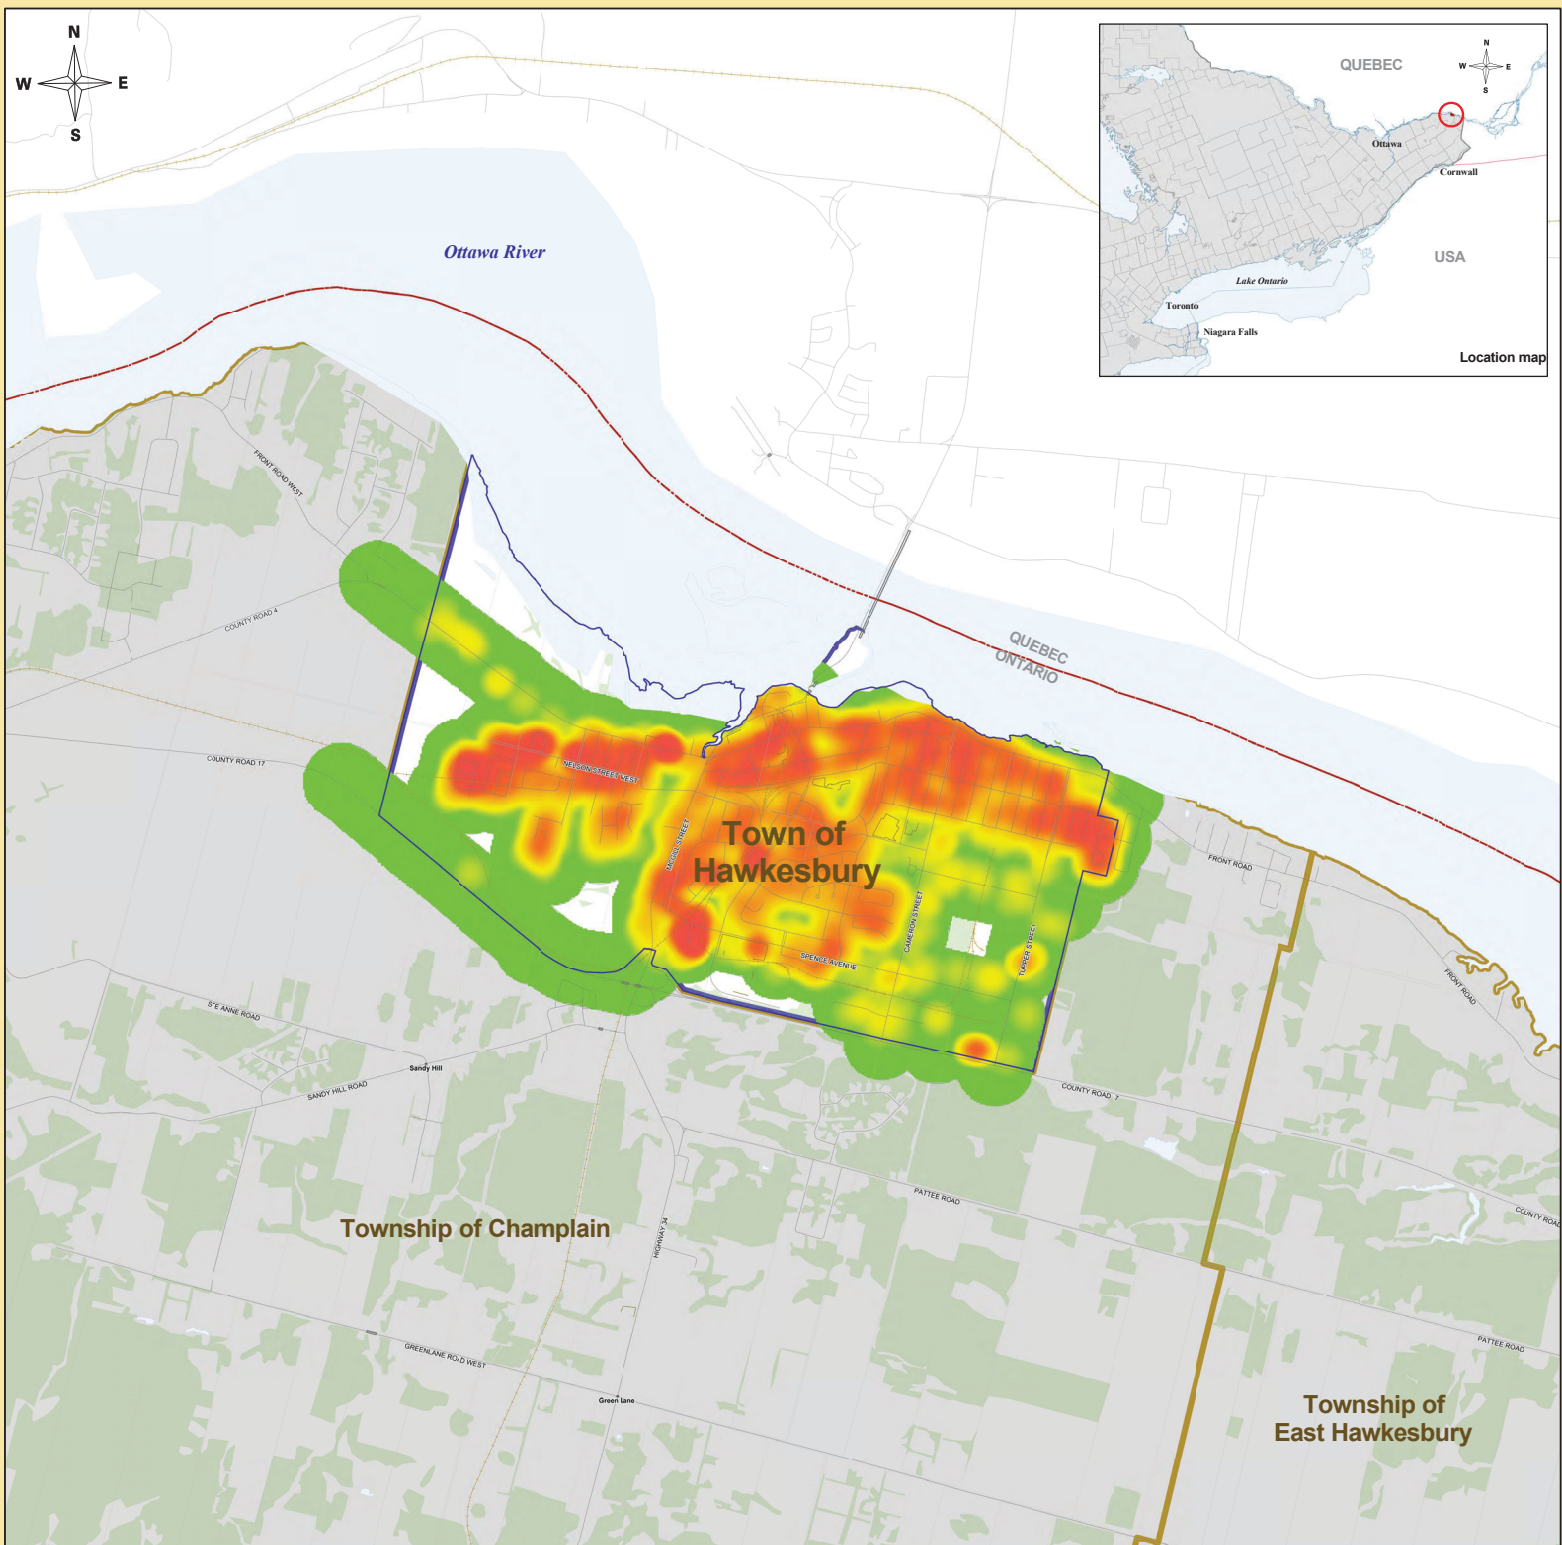 N
W E
S
QUEBEC
N
W E
S
Ottawa
Cornwall
USA
Lake Ontario
Toronto
Niagara Falls
Location map
Ottawa River
FRONT ROAD WEST
COUNTY ROAD 4
QUEBEC
ONTARIO
COUNTY ROAD 17
NELSON STREET WEST
MCGILL STREET
Town of
Hawkesbury
FRONT ROAD
CAMERON STREET
TUPPER STREET
SPENCE AVENUE
FRONT ROAD
STE ANNE ROAD
Sandy Hill
SANDY HILL ROAD
COUNTY ROAD 7
PATTEE ROAD
COUNTY ROAD
Township of Champlain
HIGHWAY 34
PATTEE ROAD
GREENLANE ROAD WEST
Green lane
Township of
East Hawkesbury